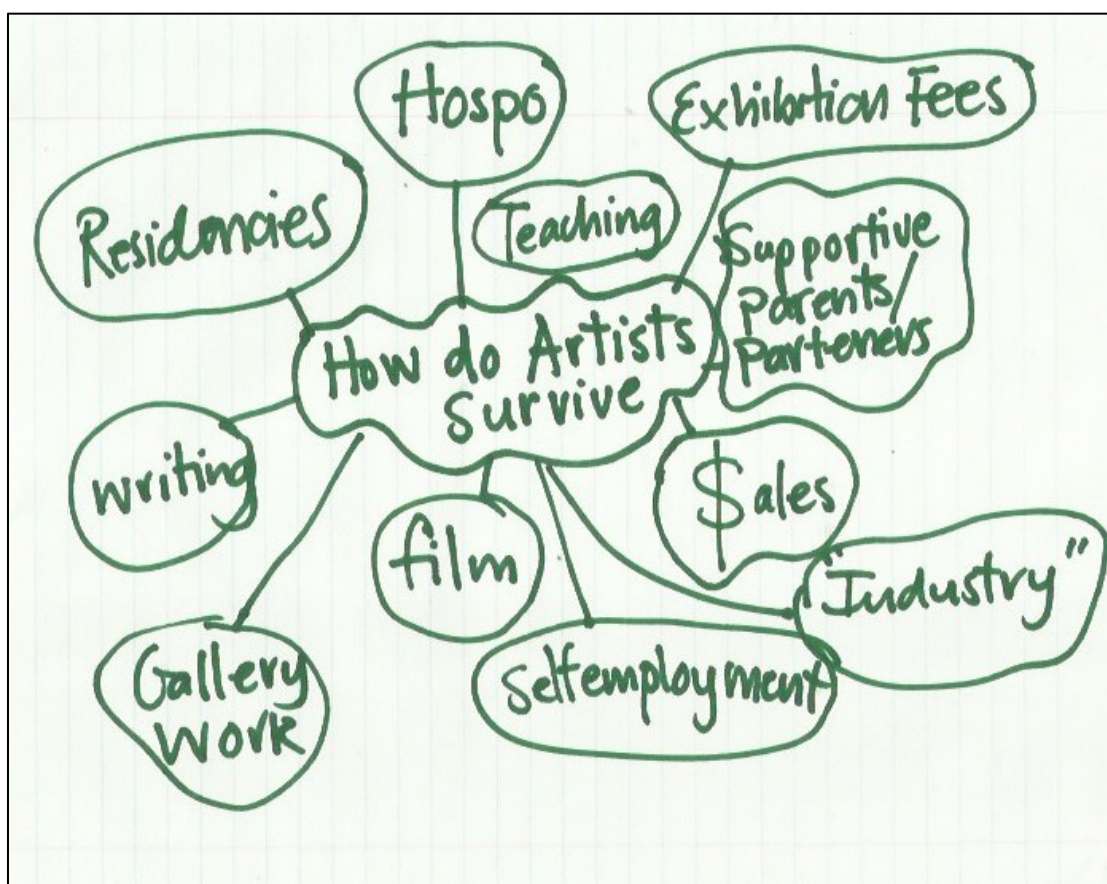 Hospo
Exhibition Fees
Residencies
Teaching
Supportive
Parents/
Parteners
How do Artists
Survive
writing
film
$ales
"Industry"
Gallery
Work
Selfemployment